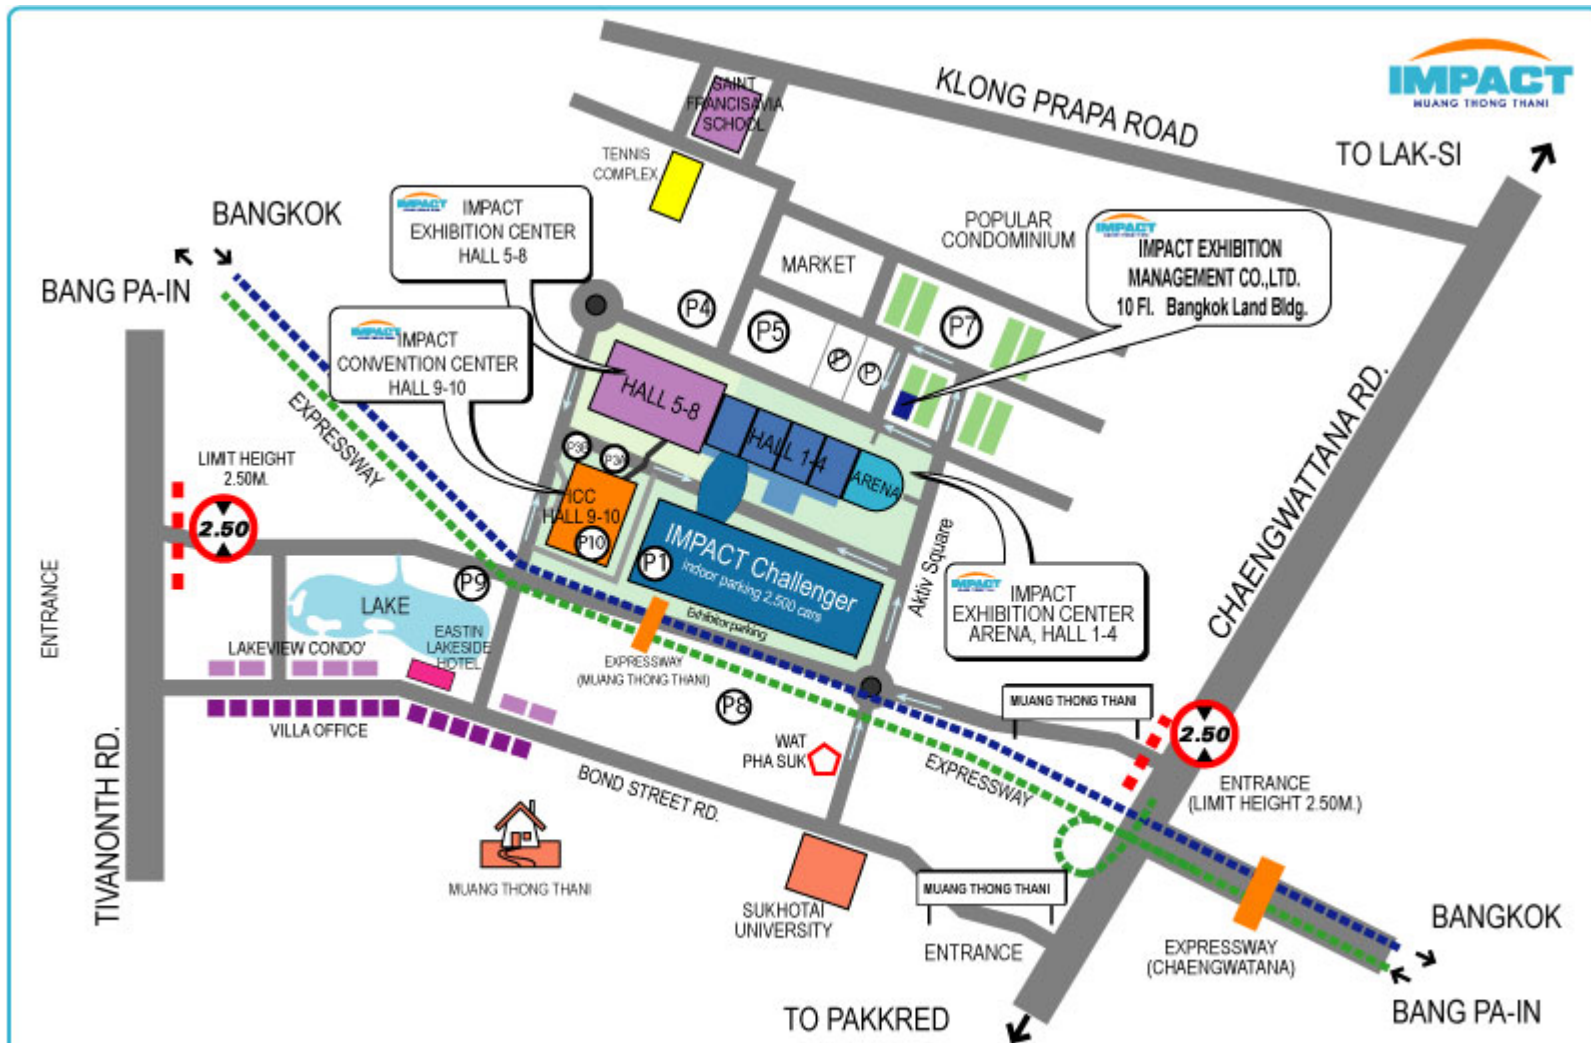 IMPACT
MUANG THONG THANI
KLONG PRAPA ROAD
TO LAK-SI
SAINT
FRANCISAVIA
SCHOOL
TENNIS
COMPLEX
BANGKOK
BANG PA-IN
IMPACT
IMPACT
EXHIBITION CENTER
HALL 5-8
POPULAR
CONDOMINIUM
IMPACT
IMPACT EXHIBITION
MANAGEMENT CO.,LTD.
10 Fl. Bangkok Land Bldg.
MARKET
P4
P5
P7
P
P
IMPACT
IMPACT
CONVENTION CENTER
HALL 9-10
HALL 5-8
HALL 1-4
ARENA
EXPRESSWAY
LIMIT HEIGHT
2.50M.
2.50
P3B
P3A
ICC
HALL 9-10
P10
P1
IMPACT Challenger
indoor parking 2,500 cars
Exhibitor parking
Aktiv Square
CHAENGWATTANA RD.
IMPACT
IMPACT
EXHIBITION CENTER
ARENA, HALL 1-4
ENTRANCE
P9
LAKE
EASTIN
LAKESIDE
HOTEL
LAKEVIEW CONDO'
VILLA OFFICE
EXPRESSWAY
(MUANG THONG THANI)
P8
WAT
PHA SUK
MUANG THONG THANI
2.50
ENTRANCE
(LIMIT HEIGHT 2.50M.)
EXPRESSWAY
BOND STREET RD.
TIVANONTH RD.
MUANG THONG THANI
SUKHOTAI
UNIVERSITY
MUANG THONG THANI
ENTRANCE
EXPRESSWAY
(CHAENGWATANA)
BANGKOK
BANG PA-IN
TO PAKKRED